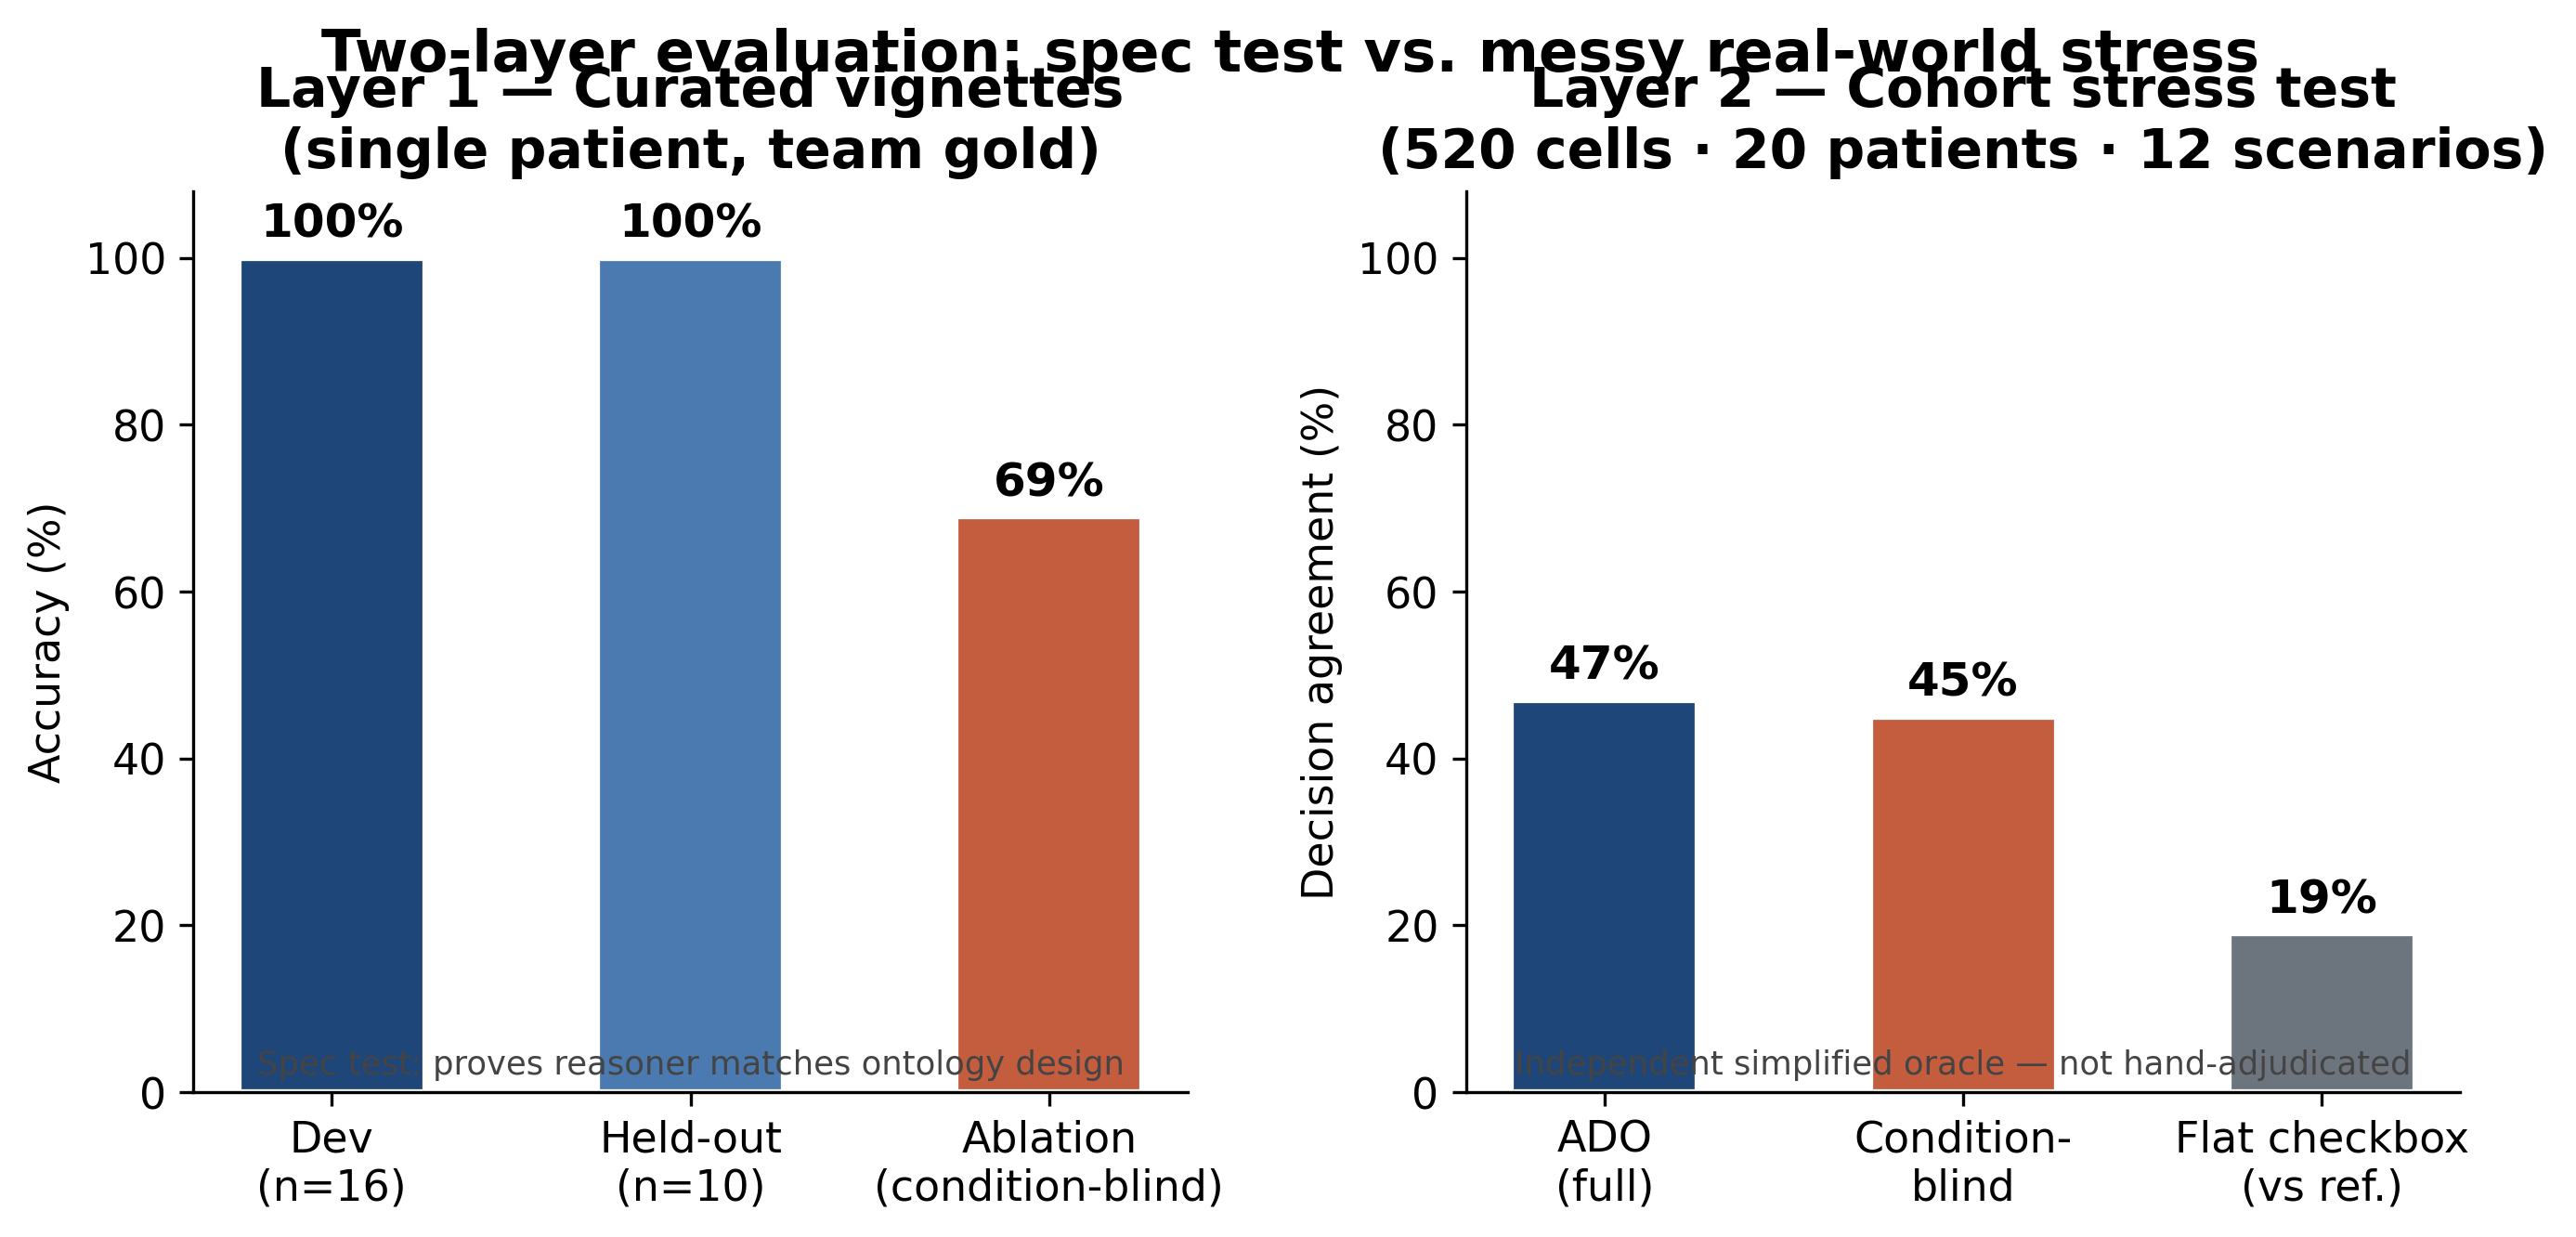 Two-layer evaluation: spec test vs. messy real-world stress
Layer 1 — Curated vignettes
(single patient, team gold)
Accuracy (%)
100
80
60
40
20
0
100%
100%
69%
Spec test: proves reasoner matches ontology design
Dev
(n=16)
Held-out
(n=10)
Ablation
(condition-blind)
Layer 2 — Cohort stress test
(520 cells · 20 patients · 12 scenarios)
Decision agreement (%)
100
80
60
40
20
0
47%
45%
19%
Independent simplified oracle — not hand-adjudicated
ADO
(full)
Condition-
blind
Flat checkbox
(vs ref.)